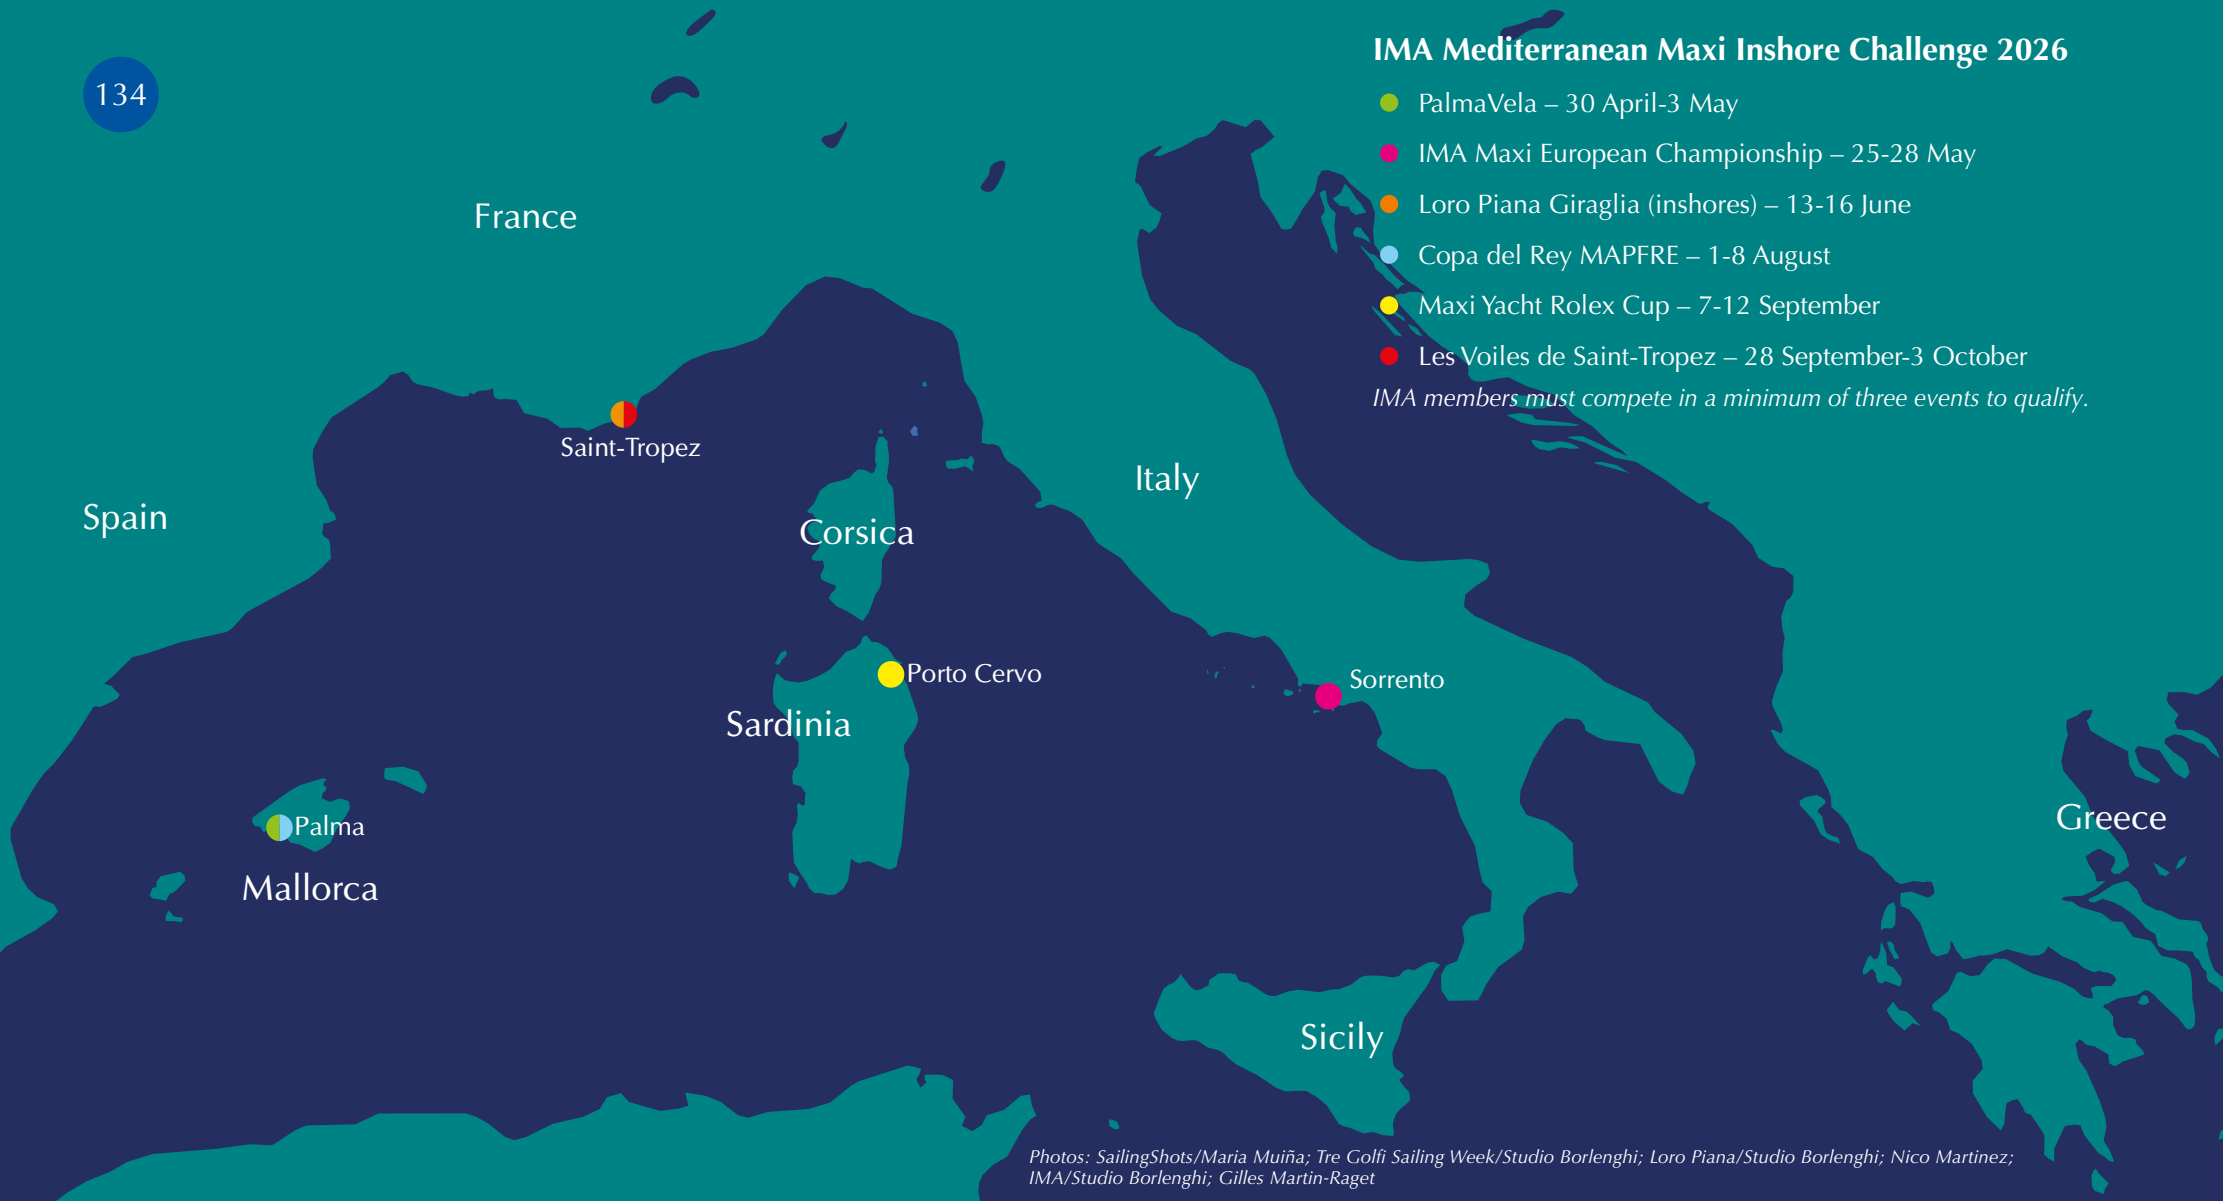 134
IMA Mediterranean Maxi Inshore Challenge 2026
PalmaVela – 30 April-3 May
IMA Maxi European Championship – 25-28 May
Loro Piana Giraglia (inshores) – 13-16 June
Copa del Rey MAPFRE – 1-8 August
Maxi Yacht Rolex Cup – 7-12 September
Les Voiles de Saint-Tropez – 28 September-3 October
IMA members must compete in a minimum of three events to qualify.
France
Saint-Tropez
Italy
Spain
Corsica
Porto Cervo
Sorrento
Sardinia
Greece
Palma
Mallorca
Sicily
Photos: SailingShots/Maria Muiña; Tre Golfi Sailing Week/Studio Borlenghi; Loro Piana/Studio Borlenghi; Nico Martinez;
IMA/Studio Borlenghi; Gilles Martin-Raget